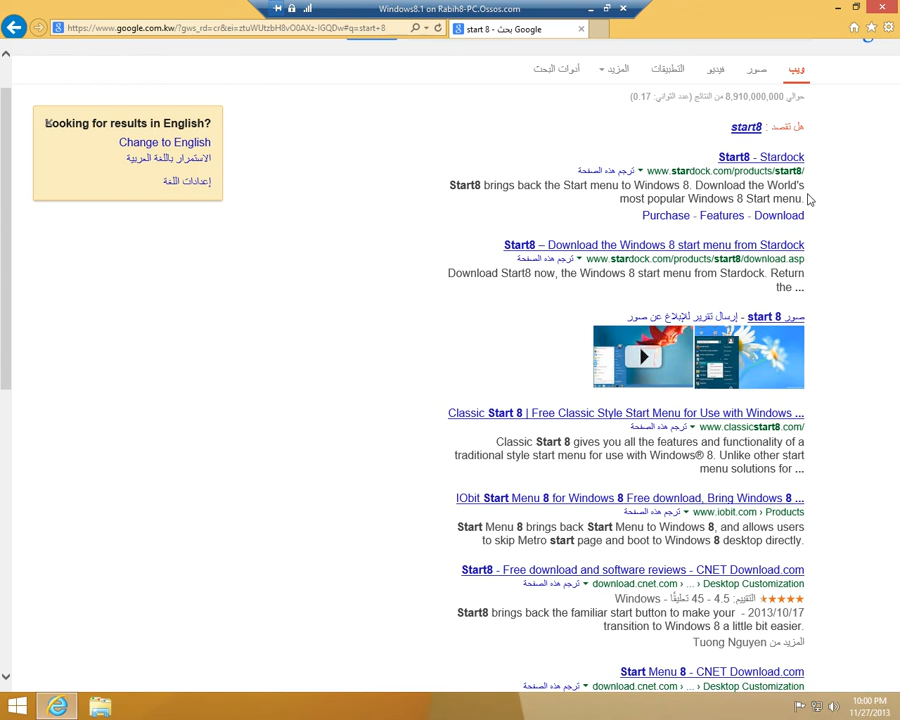 Windows8.1 on Rabih8-PC.Ossos.com
https://www.google.com.kw/?gws_rd=cr&ei=ztuWUtzbH8vO0AXz-IGQDw#q=start+8
start 8 - بحث Google
ويب صور فيديو التطبيقات المزيد أدوات البحث
حوالي 8,910,000,000 من النتائج (عدد الثواني: 0.17)
Looking for results in English?
Change to English
الاستمرار باللغة العربية
إعدادات اللغة
هل تقصد : start8
Start8 - Stardock
www.stardock.com/products/start8/ ترجم هذه الصفحة
Start8 brings back the Start menu to Windows 8. Download the World's
most popular Windows 8 Start menu.
Purchase - Features - Download
Start8 – Download the Windows 8 start menu from Stardock
www.stardock.com/products/start8/download.asp ترجم هذه الصفحة
Download Start8 now, the Windows 8 start menu from Stardock. Return
the ...
صور start 8 - إرسال تقرير للإبلاغ عن صور
Classic Start 8 | Free Classic Style Start Menu for Use with Windows ...
www.classicstart8.com/ ترجم هذه الصفحة
Classic Start 8 gives you all the features and functionality of a
traditional style start menu for use with Windows® 8. Unlike other start
menu solutions for ...
IObit Start Menu 8 for Windows 8 Free download, Bring Windows 8 ...
www.iobit.com › Products ترجم هذه الصفحة
Start Menu 8 brings back Start Menu to Windows 8, and allows users
to skip Metro start page and boot to Windows 8 desktop directly.
Start8 - Free download and software reviews - CNET Download.com
download.cnet.com › ... › Desktop Customization ترجم هذه الصفحة
التقييم: 4.5 - 45 تعليقًا - Windows
Start8 brings back the familiar start button to make your - 2013/10/17
transition to Windows 8 a little bit easier.
المزيد من Tuong Nguyen
Start Menu 8 - CNET Download.com
download.cnet.com › ... › Desktop Customization ترجم هذه الصفحة
10:00 PM
11/27/2013